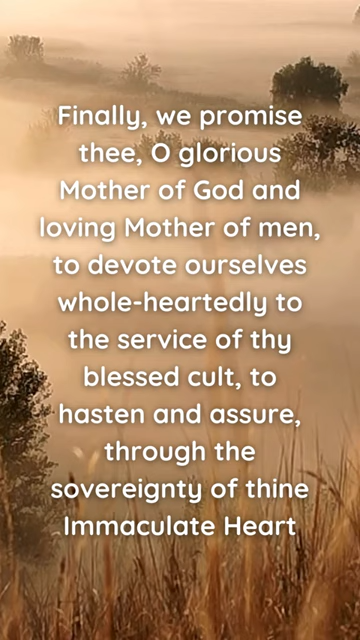 Finally, we promise
thee, O glorious
Mother of God and
loving Mother of men,
to devote ourselves
whole-heartedly to
the service of thy
blessed cult, to
hasten and assure,
through the
sovereignty of thine
Immaculate Heart